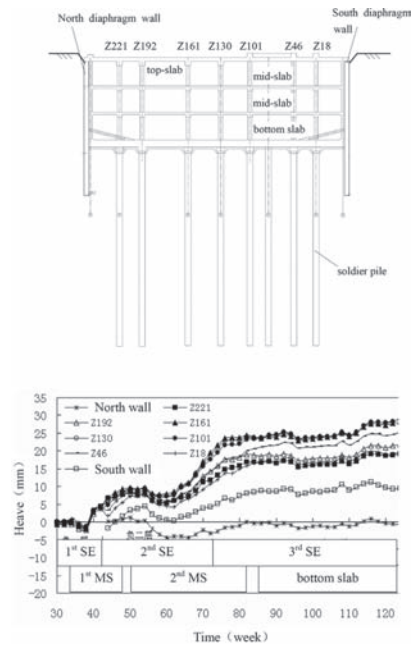 North diaphragm wall
South diaphragm
wall
Z221 Z192 Z161 Z130 Z101 Z46 Z18
top-slab
mid-slab
mid-slab
bottom slab
soldier pile
Heave (mm)
35
30
25
20
15
10
5
0
-5
-10
-15
-20
North wall
Z221
Z192
Z161
Z130
Z101
Z46
Z18
South wall
1st SE
2nd SE
3rd SE
1st MS
2nd MS
bottom slab
30 40 50 60 70 80 90 100 110 120
Time (week)